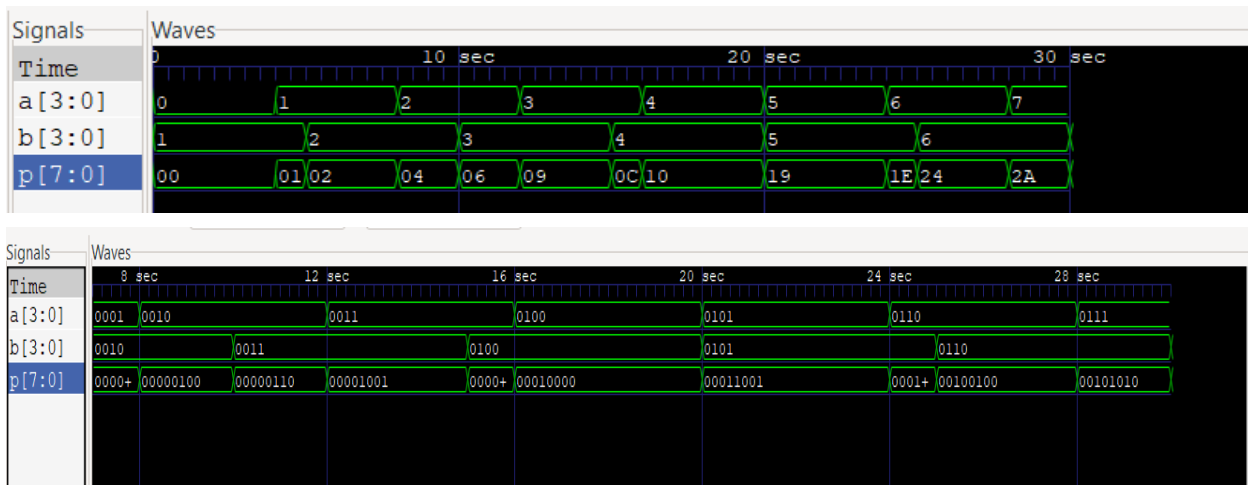 Signals Waves
Time 0 10 sec 20 sec 30 sec
a[3:0] 0 1 2 3 4 5 6 7
b[3:0] 1 2 3 4 5 6
p[7:0] 00 01 02 04 06 09 0C 10 19 1E 24 2A
Signals Waves
Time 8 sec 12 sec 16 sec 20 sec 24 sec 28 sec
a[3:0] 0001 0010 0011 0100 0101 0110 0111
b[3:0] 0010 0011 0100 0101 0110
p[7:0] 0000+ 00000100 00000110 00001001 0000+ 00010000 00011001 0001+ 00100100 00101010